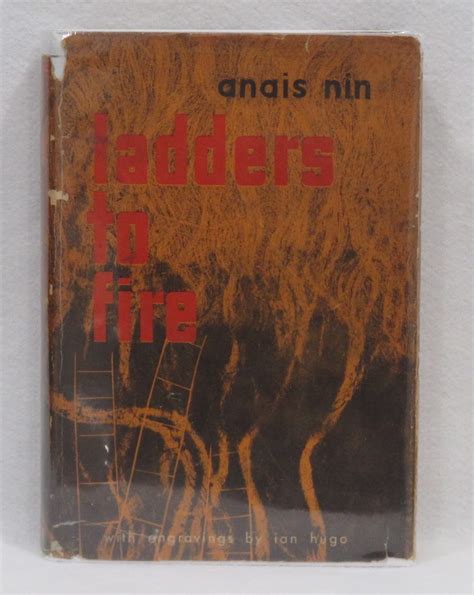 anais nin
ladders
to
fire
with engravings by ian hugo